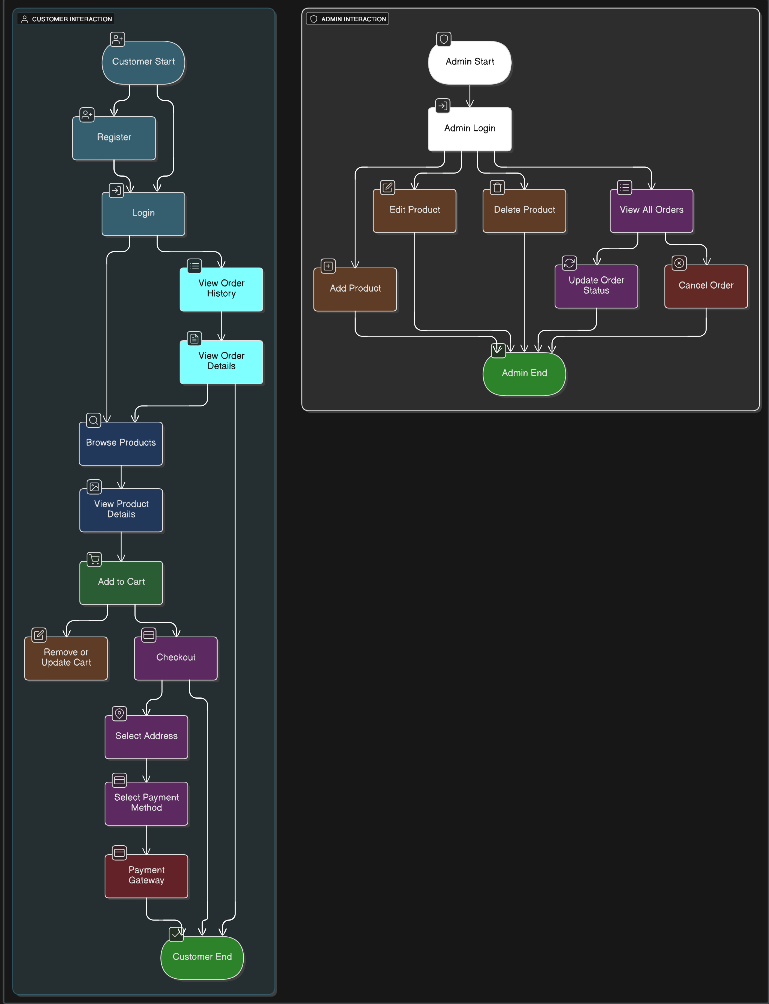 CUSTOMER INTERACTION
Customer Start
Register
Login
View Order
History
View Order
Details
Browse Products
View Product
Details
Add to Cart
Remove or
Update Cart
Checkout
Select Address
Select Payment
Method
Payment
Gateway
Customer End
ADMIN INTERACTION
Admin Start
Admin Login
Edit Product
Delete Product
View All Orders
Add Product
Update Order
Status
Cancel Order
Admin End